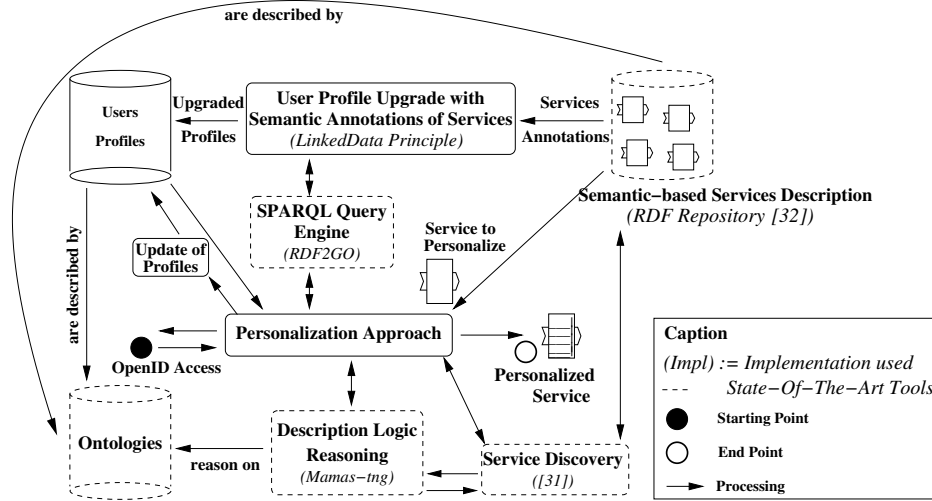 are described by
Users
Profiles
Upgraded
Profiles
User Profile Upgrade with
Semantic Annotations of Services
(LinkedData Principle)
Services
Annotations
Semantic−based Services Description
(RDF Repository [32])
SPARQL Query
Engine
(RDF2GO)
Service to
Personalize
are described by
Update of
Profiles
Personalization Approach
OpenID Access
Personalized
Service
Ontologies
reason on
Description Logic
Reasoning
(Mamas−tng)
Service Discovery
([31])
Caption
(Impl) := Implementation used
State−Of−The−Art Tools
Starting Point
End Point
Processing